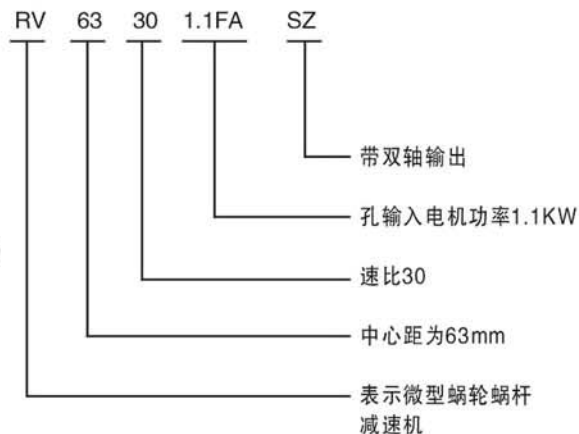 RV 63 30 1.1FA SZ
带双轴输出
孔输入电机功率1.1KW
速比30
中心距为63mm
表示微型蜗轮蜗杆
减速机